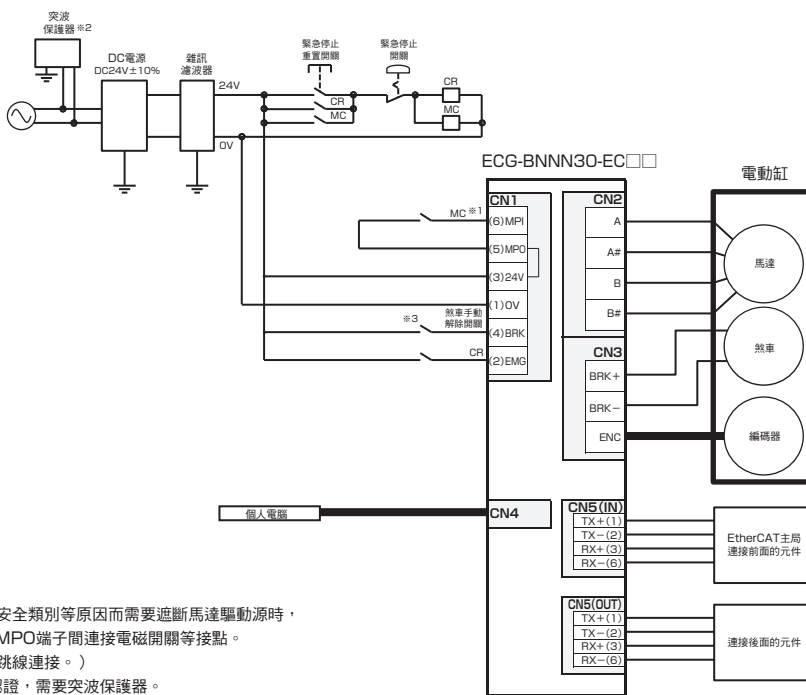 突波
保護器※2
DC電源
DC24V±10%
雜訊
濾波器
24V
0V
緊急停止
重置開關
緊急停止
開關
CR
MC
CR
MC
ECG-BNNN30-EC□□
電動缸
CN1
MC※1
(6)MPI
(5)MPO
(3)24V
(1)0V
※3
煞車手動
解除開關
(4)BRK
CR
(2)EMG
CN2
A
A#
B
B#
CN3
BRK+
BRK−
ENC
馬達
煞車
編碼器
個人電腦
CN4
CN5(IN)
TX+(1)
TX−(2)
RX+(3)
RX−(6)
EtherCAT主局
連接前面的元件
CN5(OUT)
TX+(1)
TX−(2)
RX+(3)
RX−(6)
連接後面的元件
安全類別等原因而需要遮斷馬達驅動源時，
MPO端子間連接電磁開關等接點。
跳線連接。）
證，需要突波保護器。